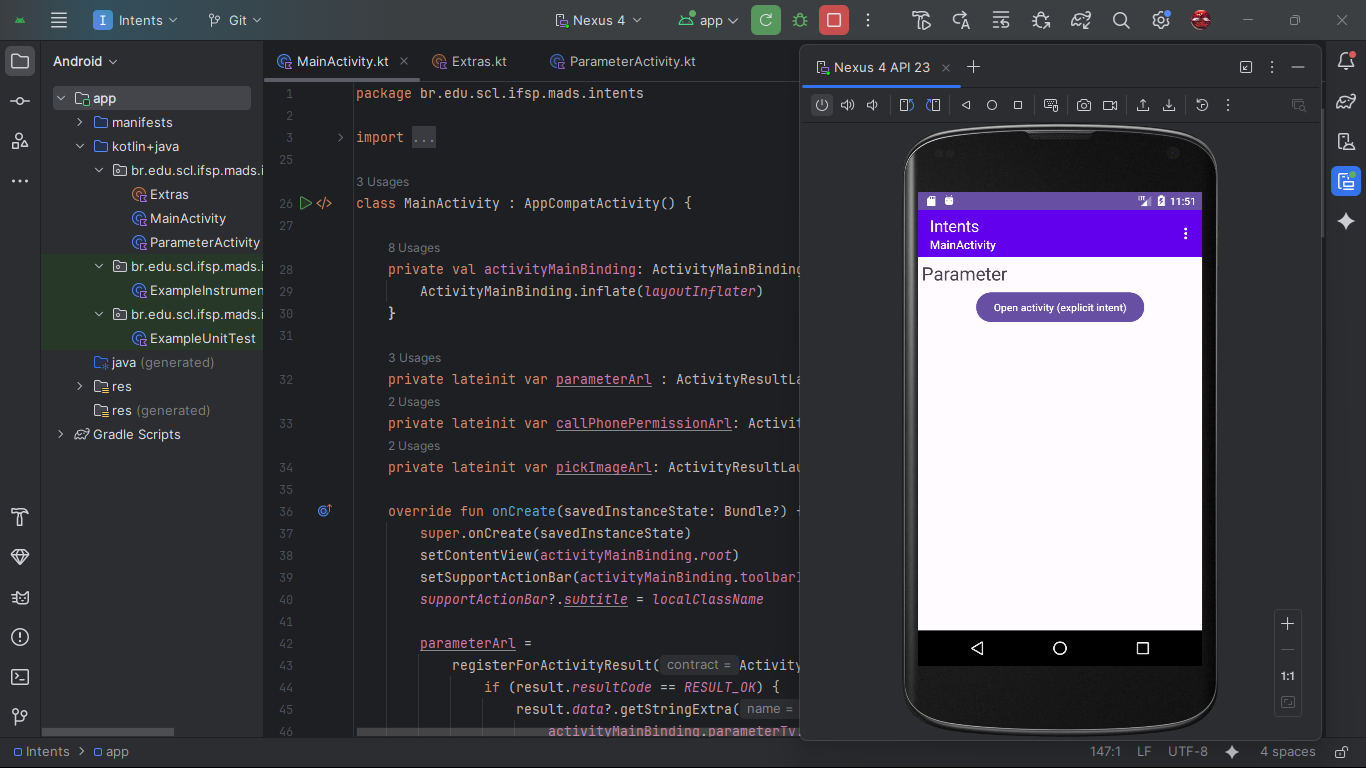 I Intents Git Nexus 4 app
Android
app
manifests
kotlin+java
br.edu.scl.ifsp.mads.i
Extras
MainActivity
ParameterActivity
br.edu.scl.ifsp.mads.i
ExampleInstrumen
br.edu.scl.ifsp.mads.i
ExampleUnitTest
java (generated)
res
res (generated)
Gradle Scripts
MainActivity.kt Extras.kt ParameterActivity.kt
1 package br.edu.scl.ifsp.mads.intents
2
3 import ...
25
3 Usages
26 class MainActivity : AppCompatActivity() {
27
8 Usages
28 private val activityMainBinding: ActivityMainBinding
29 ActivityMainBinding.inflate(layoutInflater)
30 }
31
3 Usages
32 private lateinit var parameterArl : ActivityResultLa
2 Usages
33 private lateinit var callPhonePermissionArl: Activit
2 Usages
34 private lateinit var pickImageArl: ActivityResultLau
35
36 override fun onCreate(savedInstanceState: Bundle?) {
37 super.onCreate(savedInstanceState)
38 setContentView(activityMainBinding.root)
39 setSupportActionBar(activityMainBinding.toolbarI
40 supportActionBar?.subtitle = localClassName
41
42 parameterArl =
43 registerForActivityResult( contract = Activity
44 if (result.resultCode == RESULT_OK) {
45 result.data?.getStringExtra( name =
46 activityMainBinding.parameterTv.
Nexus 4 API 23
11:51
Intents
MainActivity
Parameter
Open activity (explicit intent)
1:1
Intents app 147:1 LF UTF-8 4 spaces